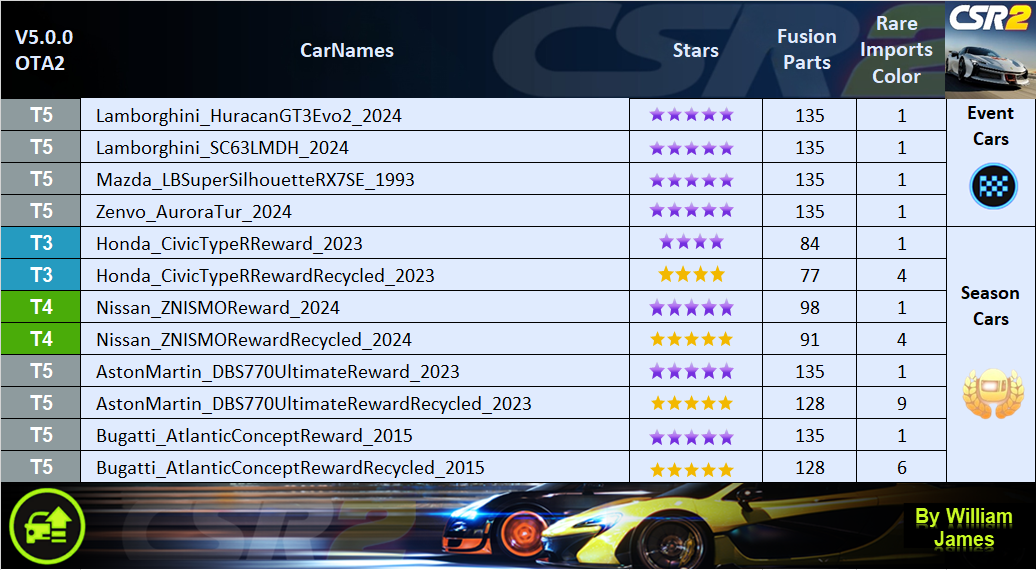 V5.0.0
OTA2
CarNames
Stars
Fusion
Parts
Rare
Imports
Color
CSR2
T5 Lamborghini_HuracanGT3Evo2_2024 135 1
T5 Lamborghini_SC63LMDH_2024 135 1
T5 Mazda_LBSuperSilhouetteRX7SE_1993 135 1
T5 Zenvo_AuroraTur_2024 135 1
Event
Cars
T3 Honda_CivicTypeRReward_2023 84 1
T3 Honda_CivicTypeRRewardRecycled_2023 77 4
T4 Nissan_ZNISMOReward_2024 98 1
T4 Nissan_ZNISMORewardRecycled_2024 91 4
T5 AstonMartin_DBS770UltimateReward_2023 135 1
T5 AstonMartin_DBS770UltimateRewardRecycled_2023 128 9
T5 Bugatti_AtlanticConceptReward_2015 135 1
T5 Bugatti_AtlanticConceptRewardRecycled_2015 128 6
Season
Cars
CSR2
By William
James